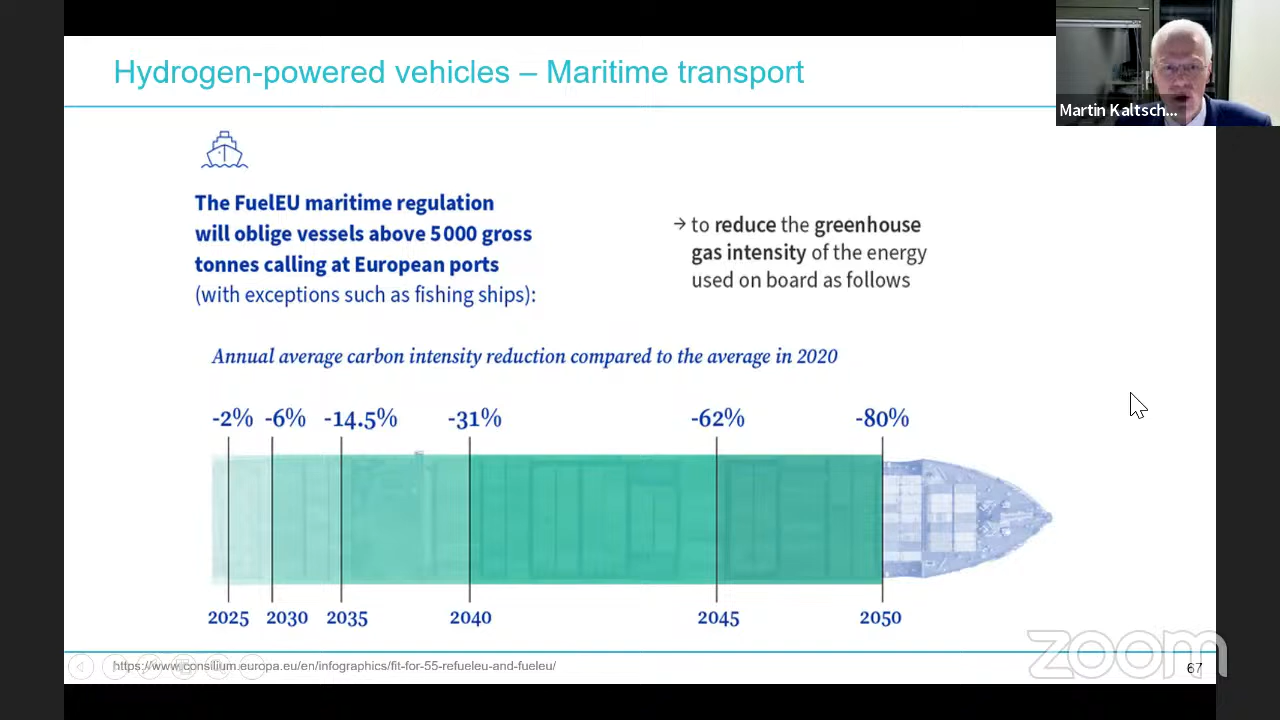 Hydrogen-powered vehicles – Maritime transport
Martin Kaltsch...
The FuelEU maritime regulation
will oblige vessels above 5 000 gross
tonnes calling at European ports
(with exceptions such as fishing ships):
→ to reduce the greenhouse
gas intensity of the energy
used on board as follows
Annual average carbon intensity reduction compared to the average in 2020
-2% -6% -14.5% -31% -62% -80%
2025 2030 2035 2040 2045 2050
https://www.consilium.europa.eu/en/infographics/fit-for-55-refueleu-and-fueleu/
zoom
67